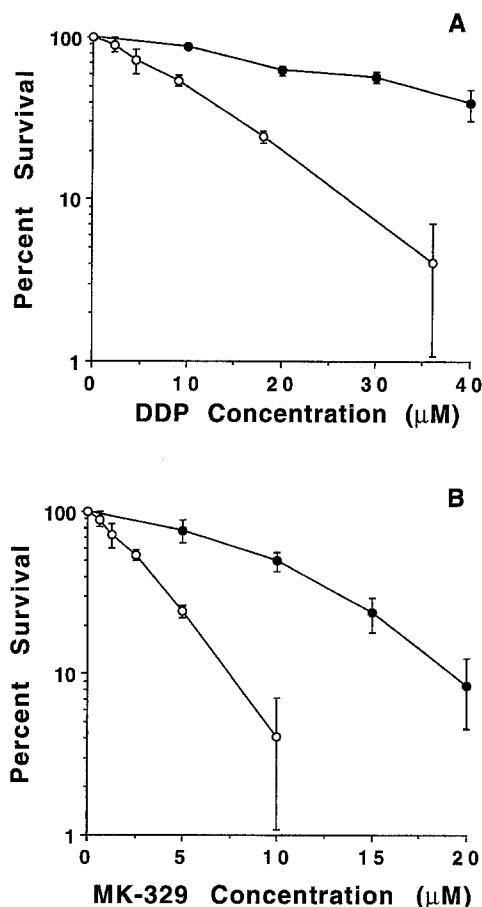 A
100
10
1
Percent Survival
0 10 20 30 40
DDP Concentration (μM)
B
100
10
1
Percent Survival
0 5 10 15 20
MK-329 Concentration (μM)